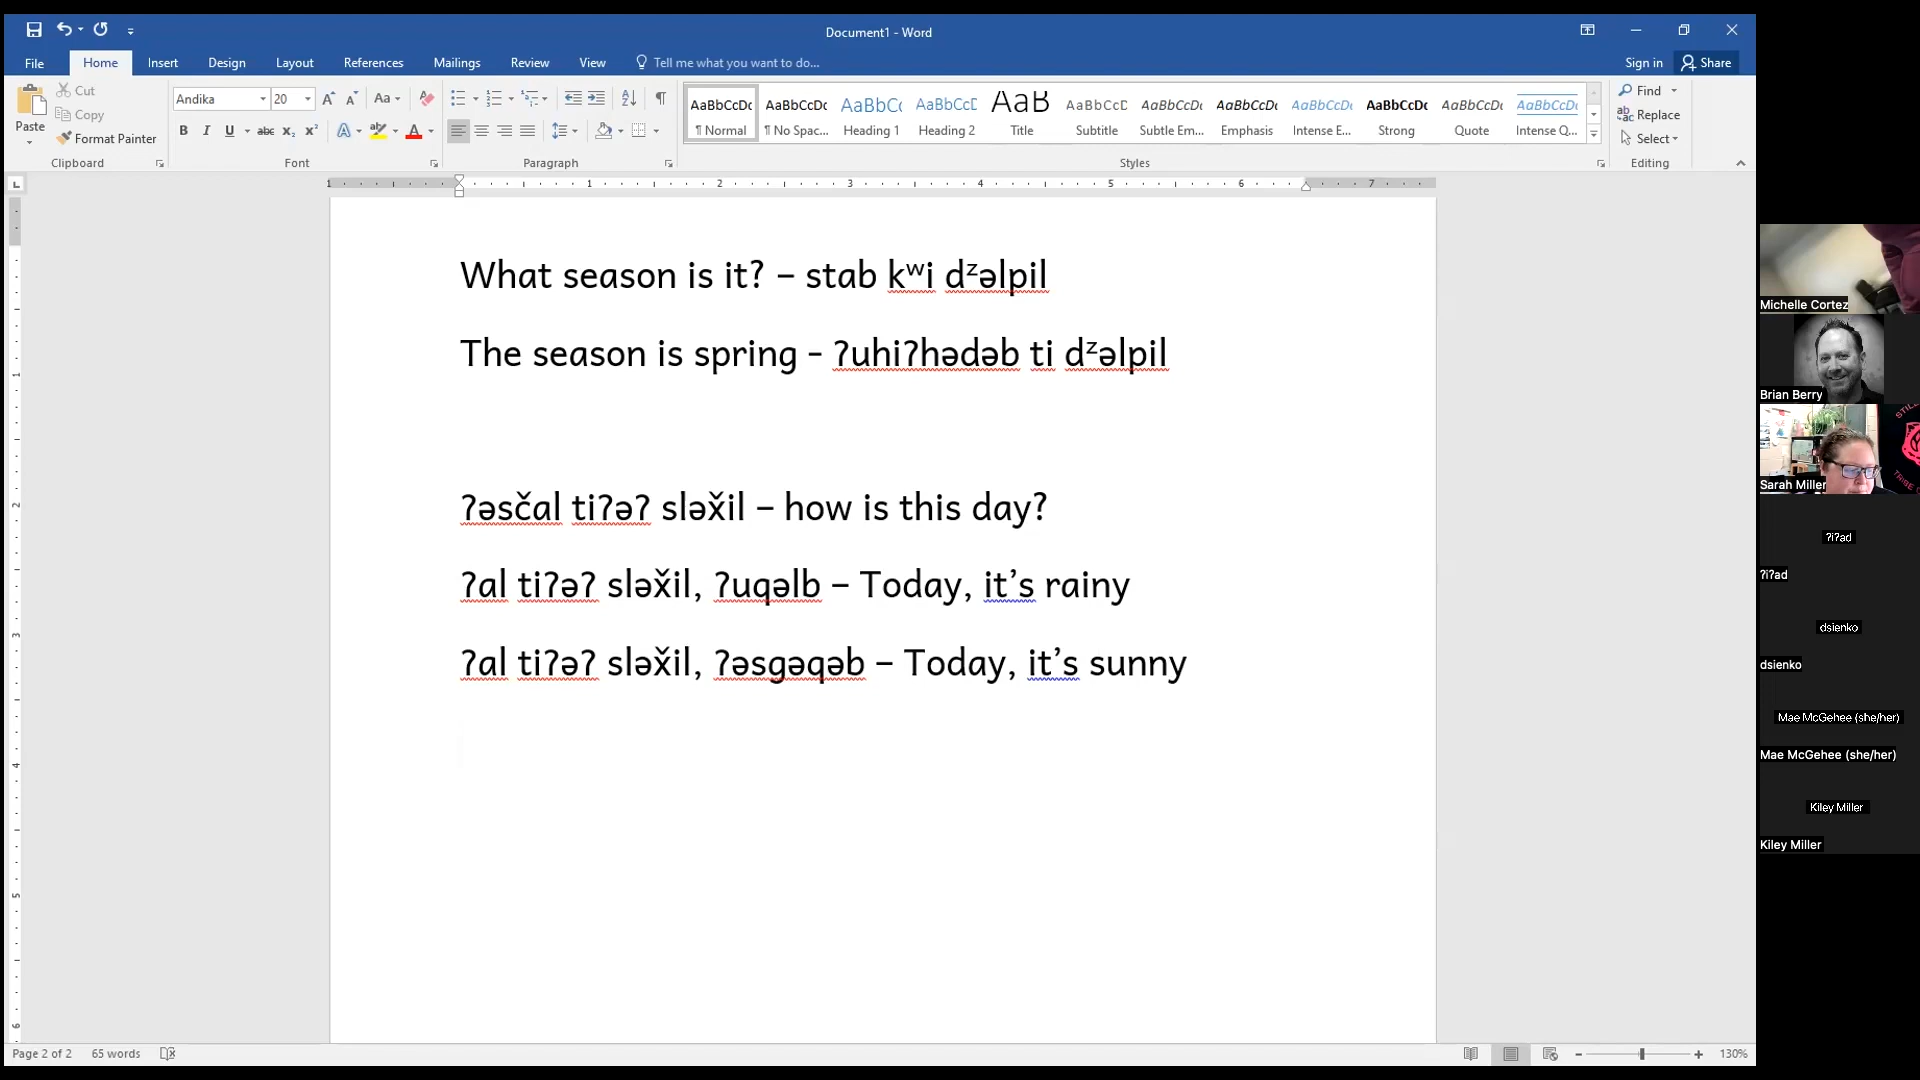 Document1 - Word
File Home Insert Design Layout References Mailings Review View Tell me what you want to do... Sign in Share
Paste Cut Copy Format Painter Clipboard
Andika 20 Font
Paragraph
AaBbCcDc AaBbCcDc AaBbC AaBbCcD AaB AaBbCcD AaBbCcDc AaBbCcDc AaBbCcDc AaBbCcDc AaBbCcDc AaBbCcDc
¶ Normal ¶ No Spac... Heading 1 Heading 2 Title Subtitle Subtle Em... Emphasis Intense E... Strong Quote Intense Q...
Styles
Find Replace Select Editing
What season is it? – stab kʷi dᶻəlpil
The season is spring - ʔuhiʔhədəb ti dᶻəlpil
ʔəsčal tiʔəʔ sləx̌il – how is this day?
ʔal tiʔəʔ sləx̌il, ʔuqəlb – Today, it’s rainy
ʔal tiʔəʔ sləx̌il, ʔəsgəqəb – Today, it’s sunny
Page 2 of 2 65 words 130%
Michelle Cortez
Brian Berry
Sarah Miller
ʔiʔad
ʔiʔad
dsienko
dsienko
Mae McGehee (she/her)
Mae McGehee (she/her)
Kiley Miller
Kiley Miller